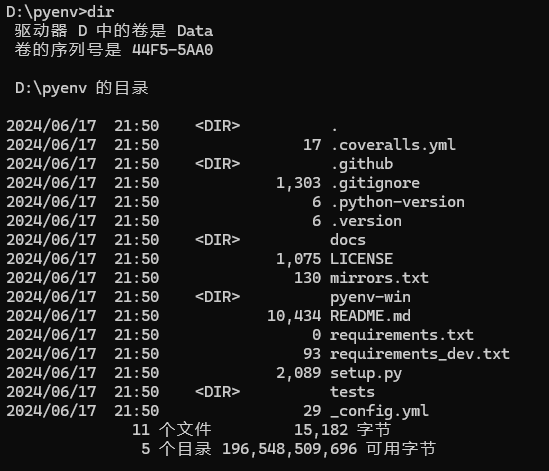 D:\pyenv>dir
 驱动器 D 中的卷是 Data
 卷的序列号是 44F5-5AA0

 D:\pyenv 的目录

2024/06/17  21:50    <DIR>          .
2024/06/17  21:50                17 .coveralls.yml
2024/06/17  21:50    <DIR>          .github
2024/06/17  21:50             1,303 .gitignore
2024/06/17  21:50                 6 .python-version
2024/06/17  21:50                 6 .version
2024/06/17  21:50    <DIR>          docs
2024/06/17  21:50             1,075 LICENSE
2024/06/17  21:50               130 mirrors.txt
2024/06/17  21:50    <DIR>          pyenv-win
2024/06/17  21:50            10,434 README.md
2024/06/17  21:50                 0 requirements.txt
2024/06/17  21:50                93 requirements_dev.txt
2024/06/17  21:50             2,089 setup.py
2024/06/17  21:50    <DIR>          tests
2024/06/17  21:50                29 _config.yml
              11 个文件         15,182 字节
               5 个目录 196,548,509,696 可用字节